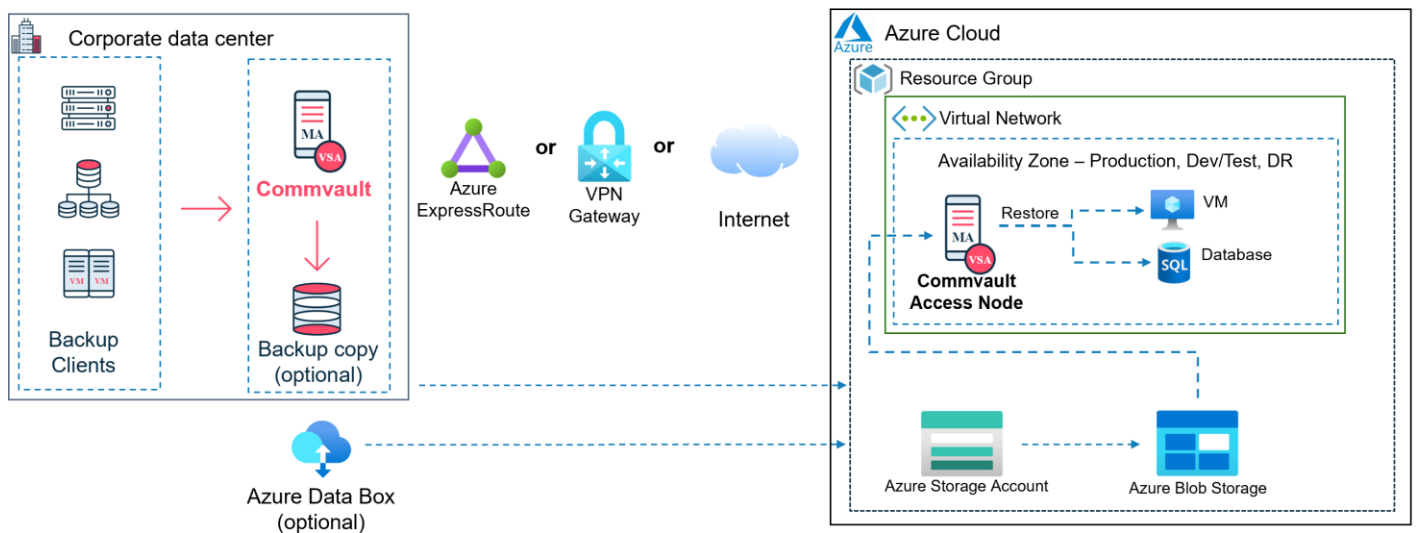 Corporate data center
MA
VSA
Commvault
VM VM
Backup
Clients
Backup copy
(optional)
Azure
ExpressRoute
or
VPN
Gateway
or
Internet
Azure Data Box
(optional)
Azure
Azure Cloud
Resource Group
Virtual Network
Availability Zone – Production, Dev/Test, DR
MA
VSA
Commvault
Access Node
Restore
VM
SQL
Database
Azure Storage Account
Azure Blob Storage